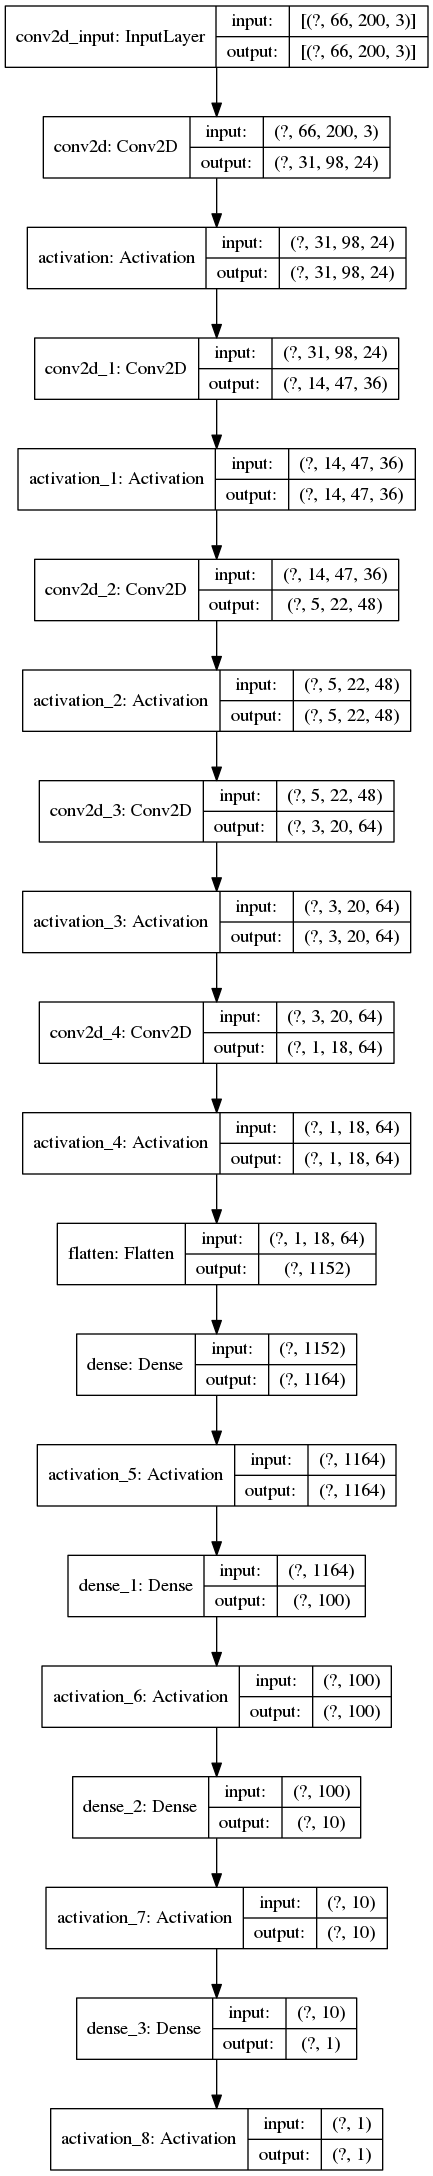 conv2d_input: InputLayer
input: [(?, 66, 200, 3)]
output: [(?, 66, 200, 3)]
conv2d: Conv2D
input: (?, 66, 200, 3)
output: (?, 31, 98, 24)
activation: Activation
input: (?, 31, 98, 24)
output: (?, 31, 98, 24)
conv2d_1: Conv2D
input: (?, 31, 98, 24)
output: (?, 14, 47, 36)
activation_1: Activation
input: (?, 14, 47, 36)
output: (?, 14, 47, 36)
conv2d_2: Conv2D
input: (?, 14, 47, 36)
output: (?, 5, 22, 48)
activation_2: Activation
input: (?, 5, 22, 48)
output: (?, 5, 22, 48)
conv2d_3: Conv2D
input: (?, 5, 22, 48)
output: (?, 3, 20, 64)
activation_3: Activation
input: (?, 3, 20, 64)
output: (?, 3, 20, 64)
conv2d_4: Conv2D
input: (?, 3, 20, 64)
output: (?, 1, 18, 64)
activation_4: Activation
input: (?, 1, 18, 64)
output: (?, 1, 18, 64)
flatten: Flatten
input: (?, 1, 18, 64)
output: (?, 1152)
dense: Dense
input: (?, 1152)
output: (?, 1164)
activation_5: Activation
input: (?, 1164)
output: (?, 1164)
dense_1: Dense
input: (?, 1164)
output: (?, 100)
activation_6: Activation
input: (?, 100)
output: (?, 100)
dense_2: Dense
input: (?, 100)
output: (?, 10)
activation_7: Activation
input: (?, 10)
output: (?, 10)
dense_3: Dense
input: (?, 10)
output: (?, 1)
activation_8: Activation
input: (?, 1)
output: (?, 1)